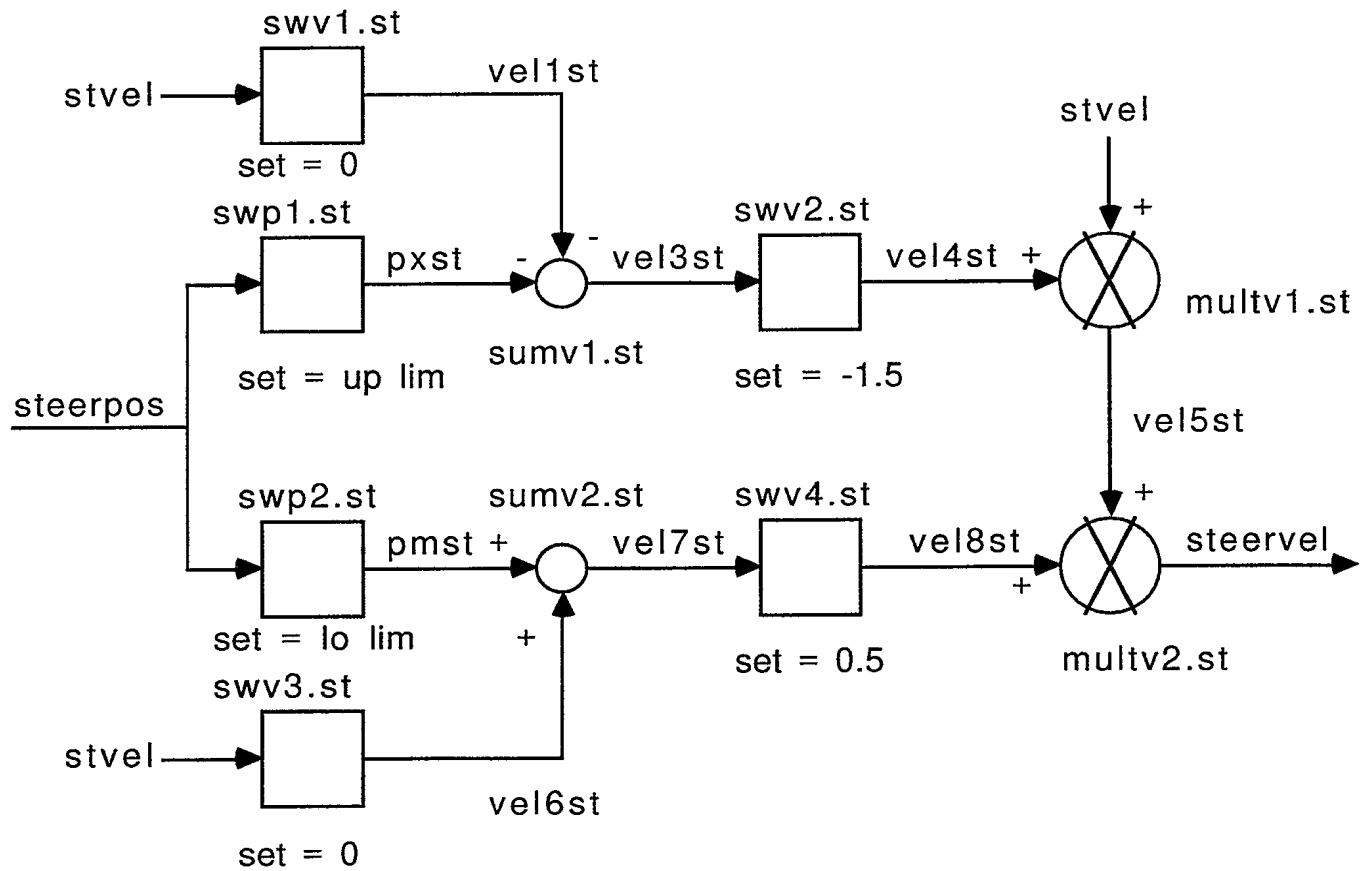 swv1.st
stvel
vel1st
set = 0
stvel
+
swp1.st
swv2.st
-
-
pxst
vel3st
vel4st
+
multv1.st
set = up lim
sumv1.st
set = -1.5
steerpos
vel5st
swp2.st
sumv2.st
swv4.st
+
pmst
+
vel7st
vel8st
+
steervel
set = lo lim
+
set = 0.5
multv2.st
swv3.st
stvel
vel6st
set = 0